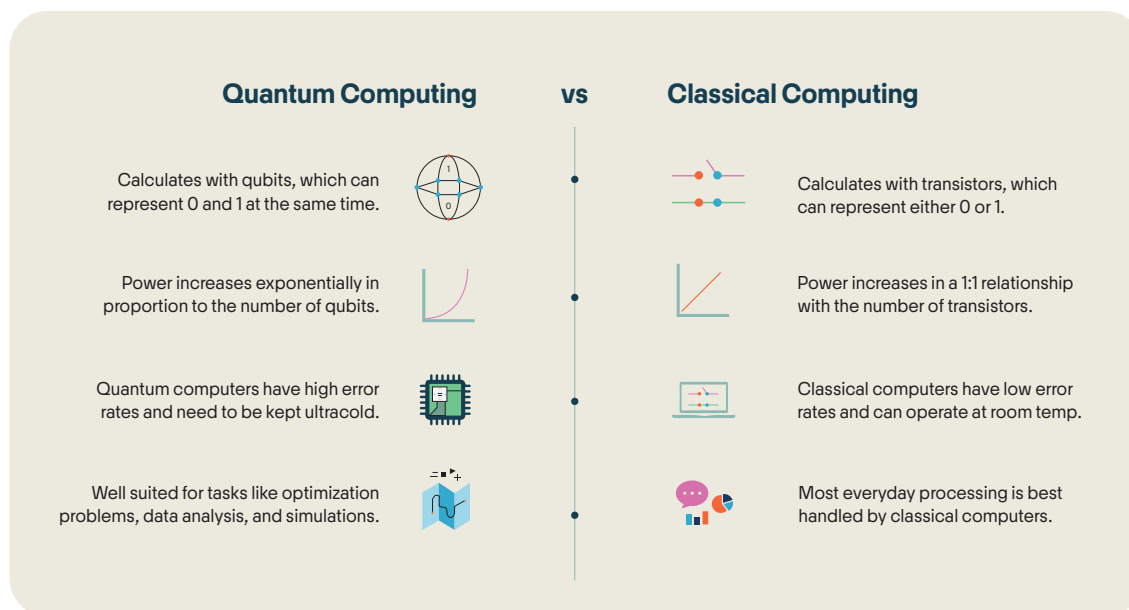 Quantum Computing vs Classical Computing
Calculates with qubits, which can
represent 0 and 1 at the same time.
1
0
Calculates with transistors, which
can represent either 0 or 1.
Power increases exponentially in
proportion to the number of qubits.
Power increases in a 1:1 relationship
with the number of transistors.
Quantum computers have high error
rates and need to be kept ultracold.
Classical computers have low error
rates and can operate at room temp.
Well suited for tasks like optimization
problems, data analysis, and simulations.
Most everyday processing is best
handled by classical computers.